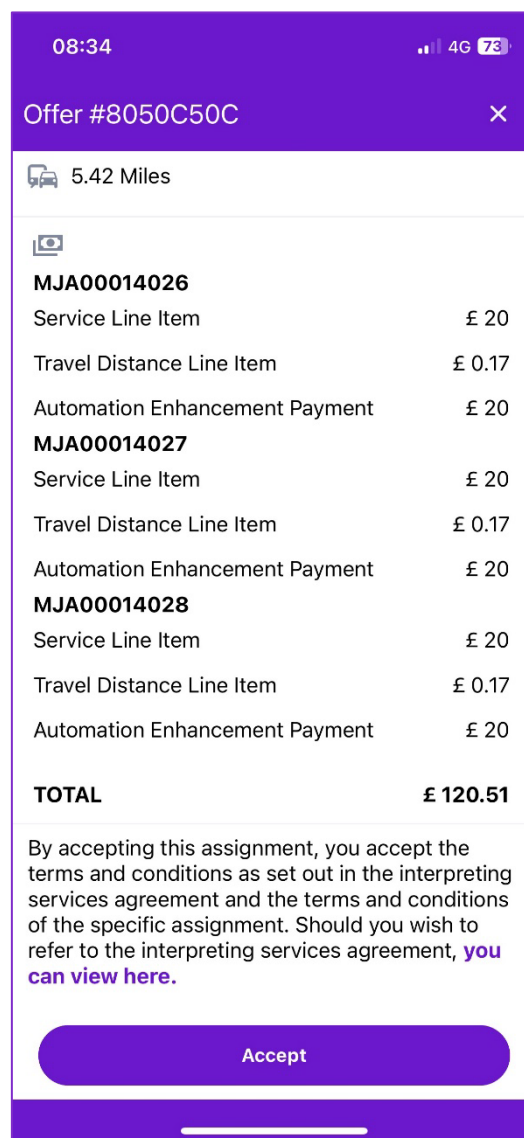 08:34 4G 73
Offer #8050C50C ×
5.42 Miles
MJA00014026
Service Line Item £ 20
Travel Distance Line Item £ 0.17
Automation Enhancement Payment £ 20
MJA00014027
Service Line Item £ 20
Travel Distance Line Item £ 0.17
Automation Enhancement Payment £ 20
MJA00014028
Service Line Item £ 20
Travel Distance Line Item £ 0.17
Automation Enhancement Payment £ 20
TOTAL £ 120.51
By accepting this assignment, you accept the
terms and conditions as set out in the interpreting
services agreement and the terms and conditions
of the specific assignment. Should you wish to
refer to the interpreting services agreement, you
can view here.
Accept